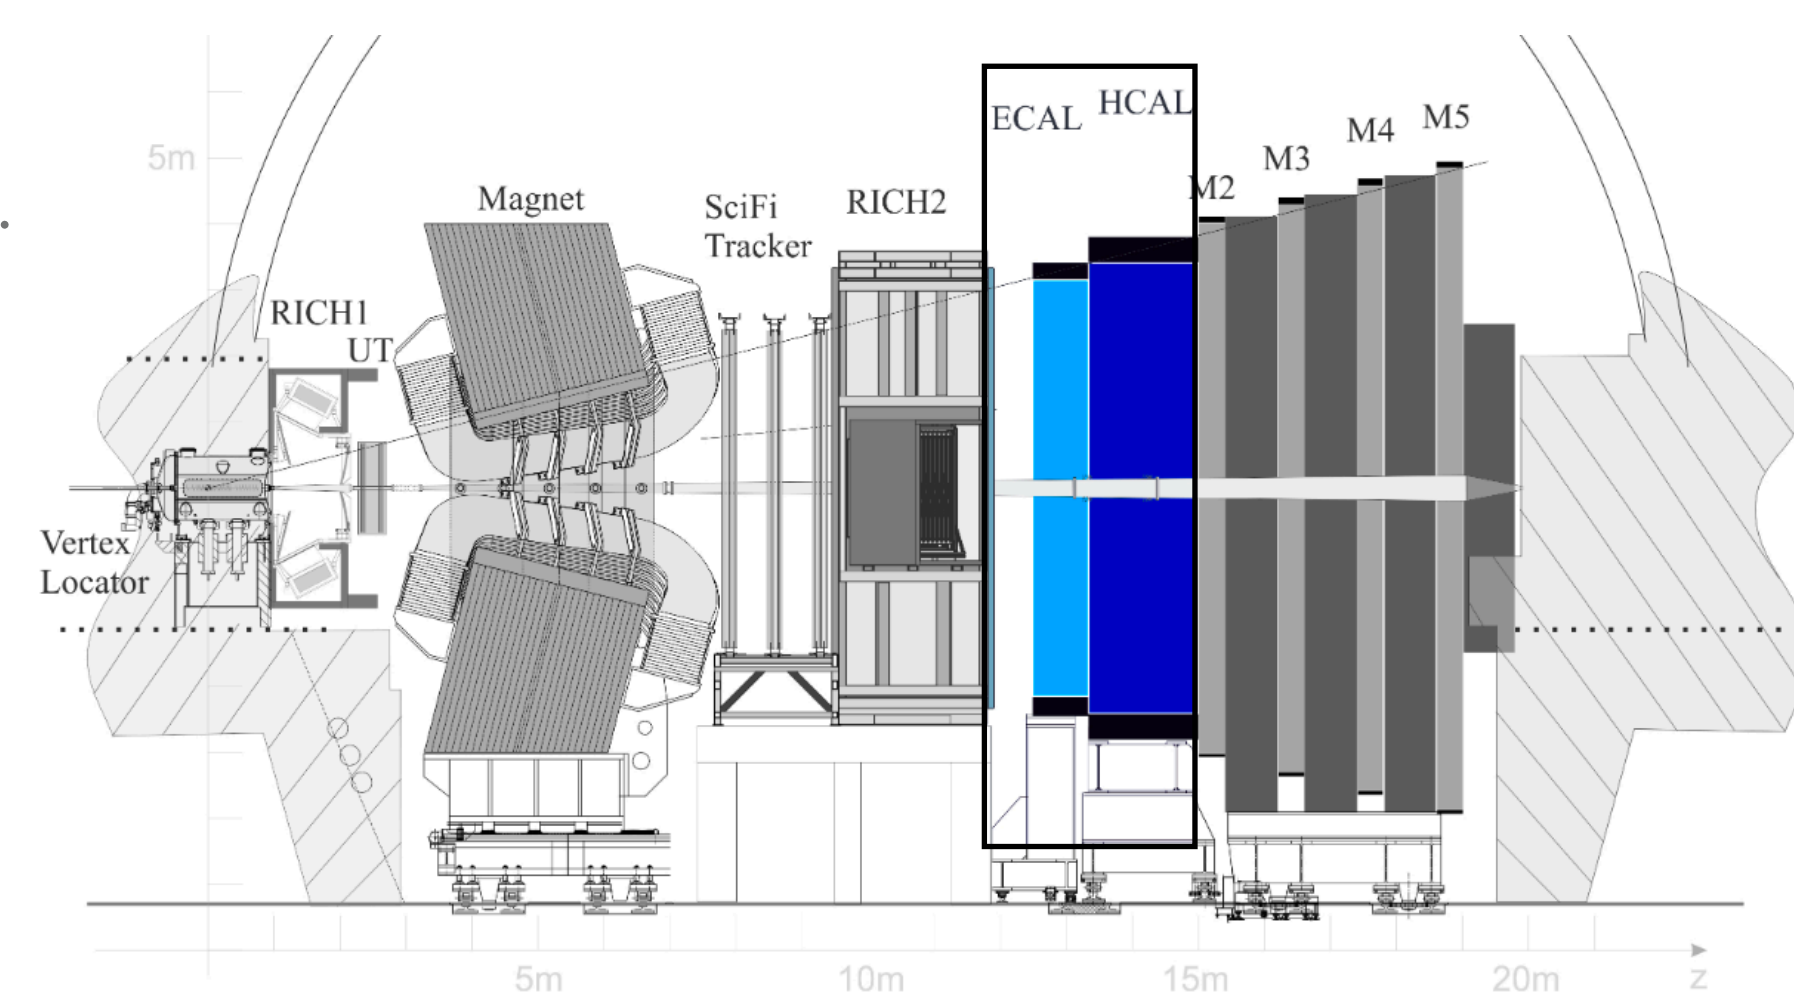 ECAL
HCAL
M5
M4
5m
M3
M2
Magnet
SciFi
Tracker
RICH2
RICH1
UT
Vertex
Locator
5m
10m
15m
20m
z